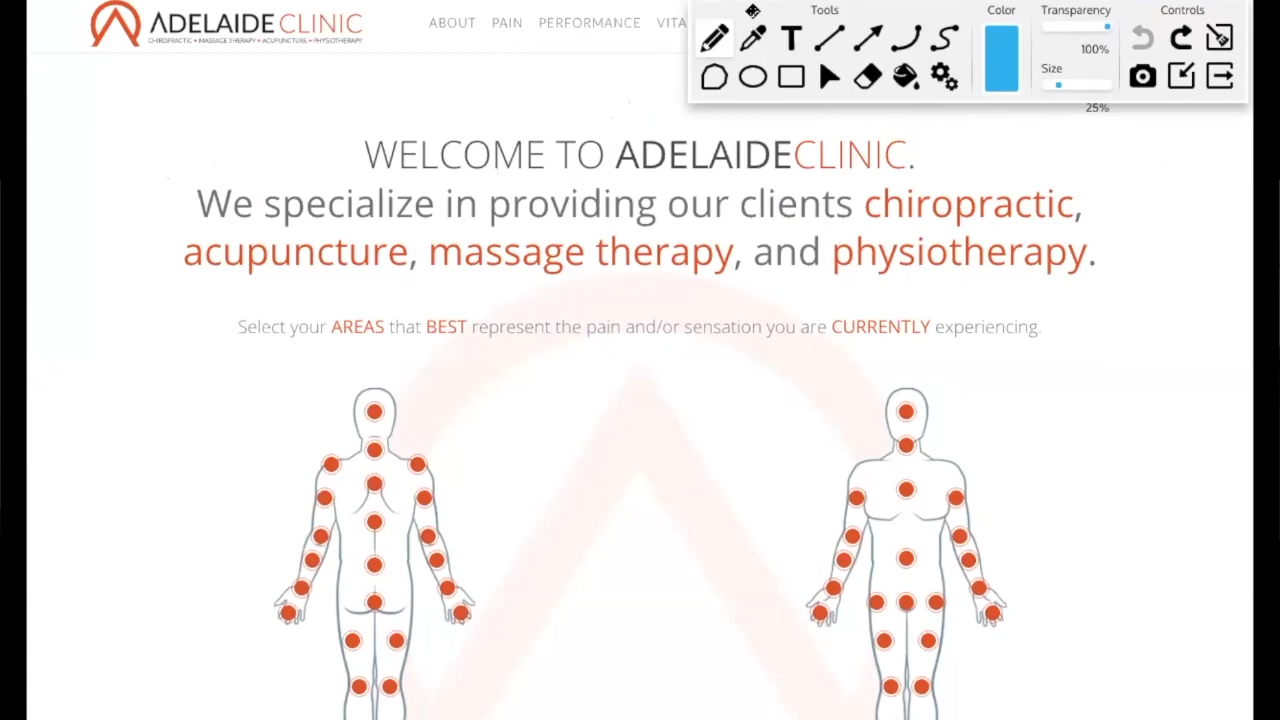 ADELAIDECLINIC
CHIROPRACTIC • MASSAGE THERAPY • ACUPUNCTURE • PHYSIOTHERAPY
ABOUT PAIN PERFORMANCE VITA
Tools Color Transparency Controls
T
100%
Size
25%
WELCOME TO ADELAIDECLINIC.
We specialize in providing our clients chiropractic,
acupuncture, massage therapy, and physiotherapy.
Select your AREAS that BEST represent the pain and/or sensation you are CURRENTLY experiencing.